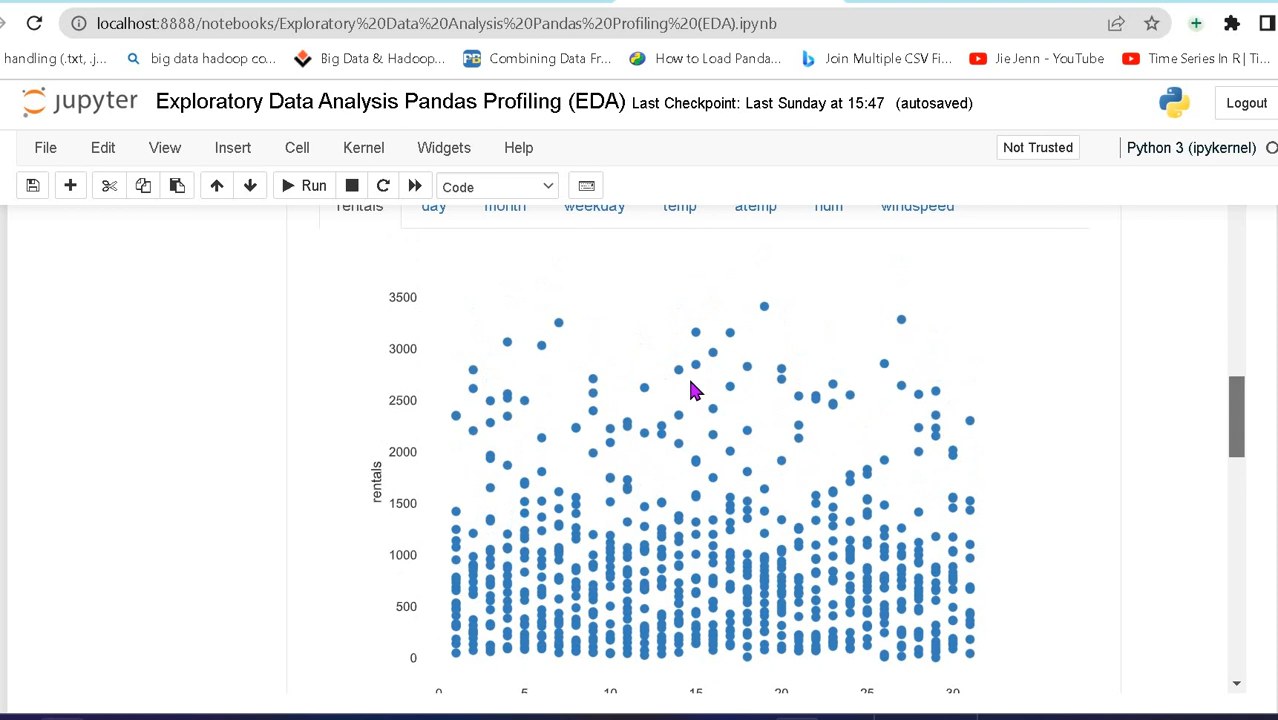 localhost:8888/notebooks/Exploratory%20Data%20Analysis%20Pandas%20Profiling%20(EDA).ipynb
handling (.txt, .j... big data hadoop co... Big Data & Hadoop... Combining Data Fr... How to Load Panda... Join Multiple CSV Fi... Jie Jenn - YouTube Time Series In R | Ti...
jupyter Exploratory Data Analysis Pandas Profiling (EDA) Last Checkpoint: Last Sunday at 15:47 (autosaved) Logout
File Edit View Insert Cell Kernel Widgets Help Not Trusted Python 3 (ipykernel)
Run Code
rentals day month weekday temp atemp hum windspeed
3500
3000
2500
2000
rentals
1500
1000
500
0
0 5 10 15 20 25 30